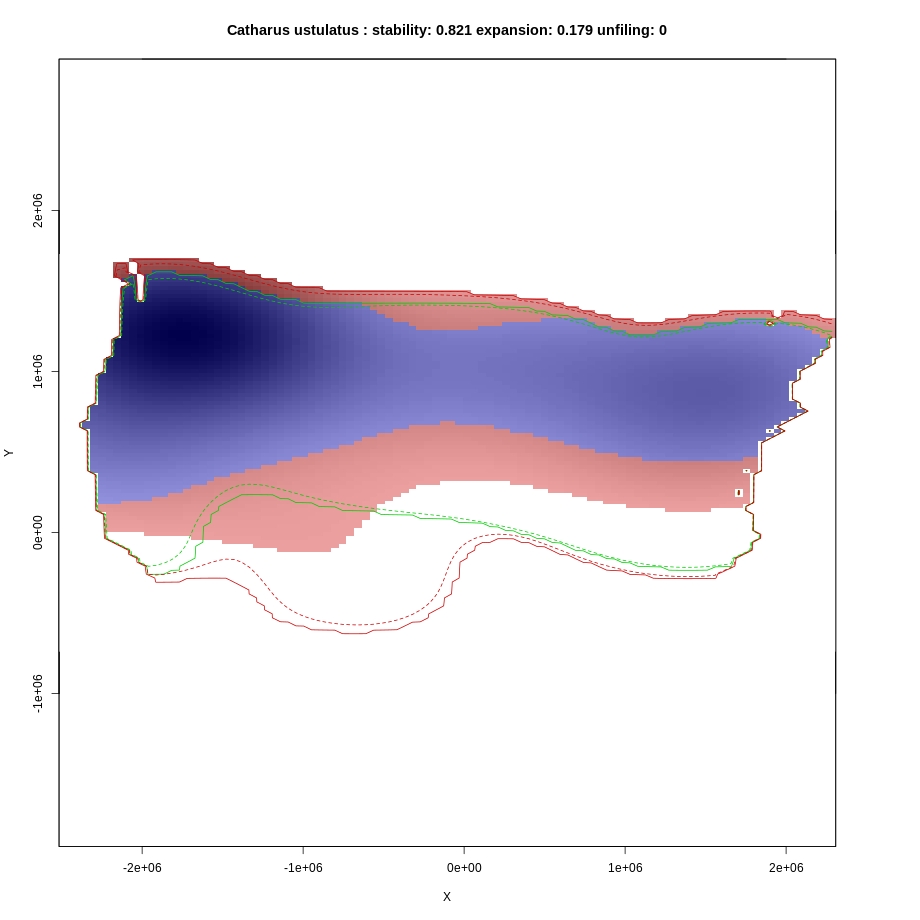 Catharus ustulatus : stability: 0.821 expansion: 0.179 unfiling: 0
2e+06
1e+06
0e+00
-1e+06
Y
-2e+06 -1e+06 0e+00 1e+06 2e+06
X